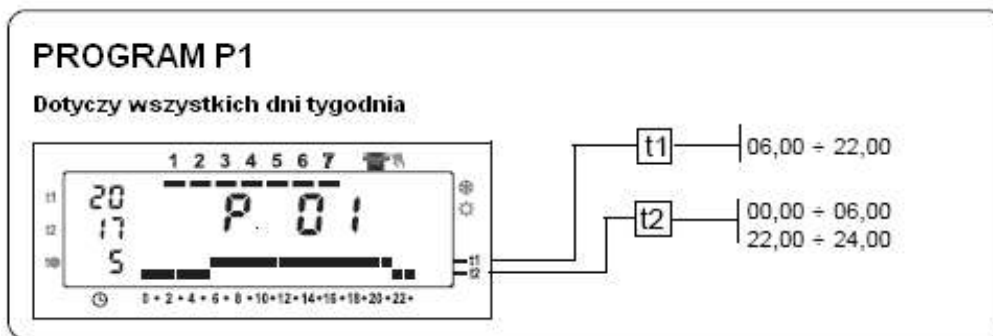 PROGRAM P1
Dotyczy wszystkich dni tygodnia
1 2 3 4 5 6 7
t1 20
t2 17
5
P. 01
t1
t2
0 • 2 • 4 • 6 • 8 •10•12•14•16•18•20•22•
t1 06,00 ÷ 22,00
t2 00,00 ÷ 06,00
22,00 ÷ 24,00